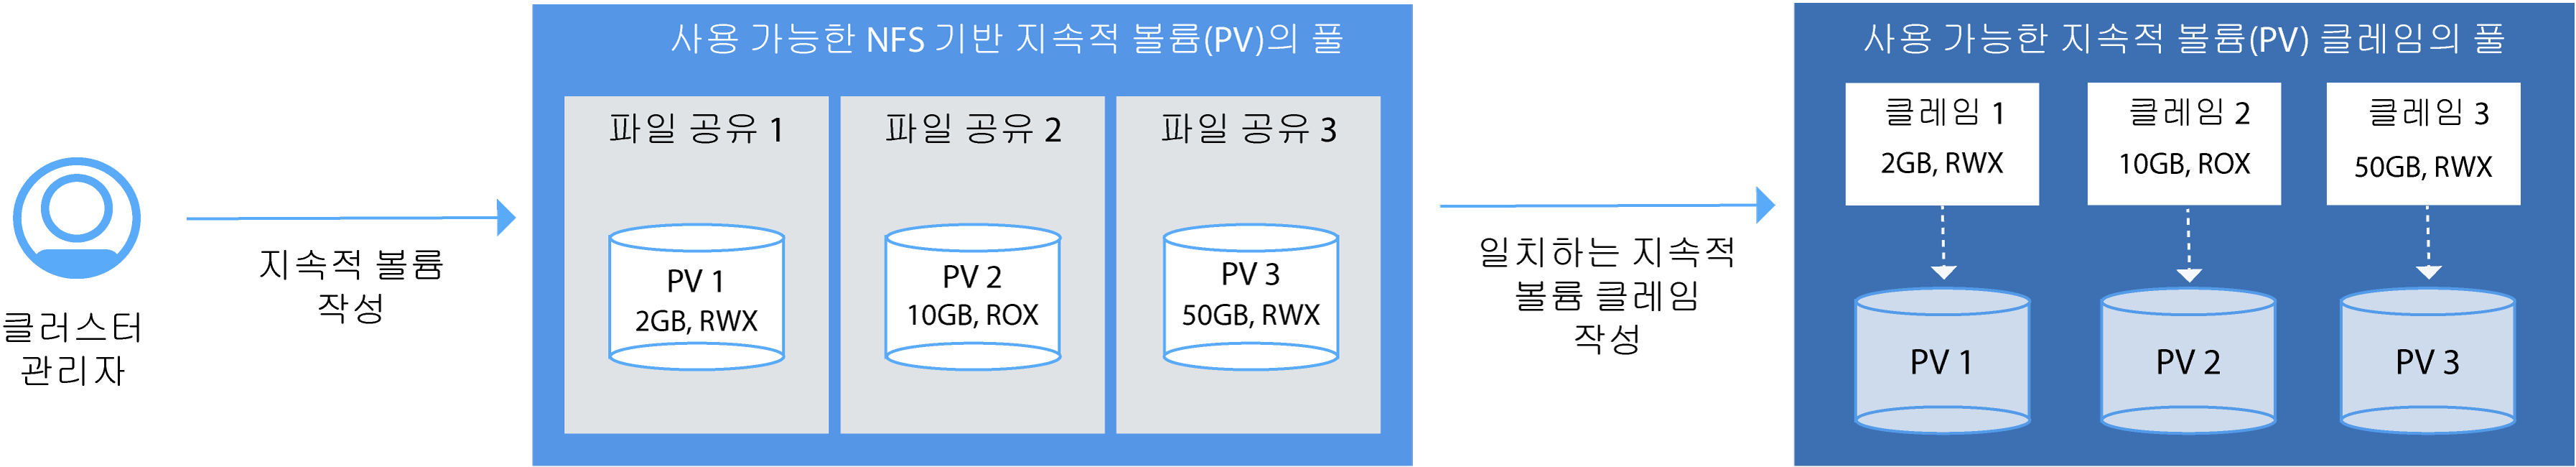 클러스터
관리자
지속적 볼륨
작성
사용 가능한 NFS 기반 지속적 볼륨(PV)의 풀
파일 공유 1
PV 1
2GB, RWX
파일 공유 2
PV 2
10GB, ROX
파일 공유 3
PV 3
50GB, RWX
일치하는 지속적
볼륨 클레임
작성
사용 가능한 지속적 볼륨(PV) 클레임의 풀
클레임 1
2GB, RWX
PV 1
클레임 2
10GB, ROX
PV 2
클레임 3
50GB, RWX
PV 3